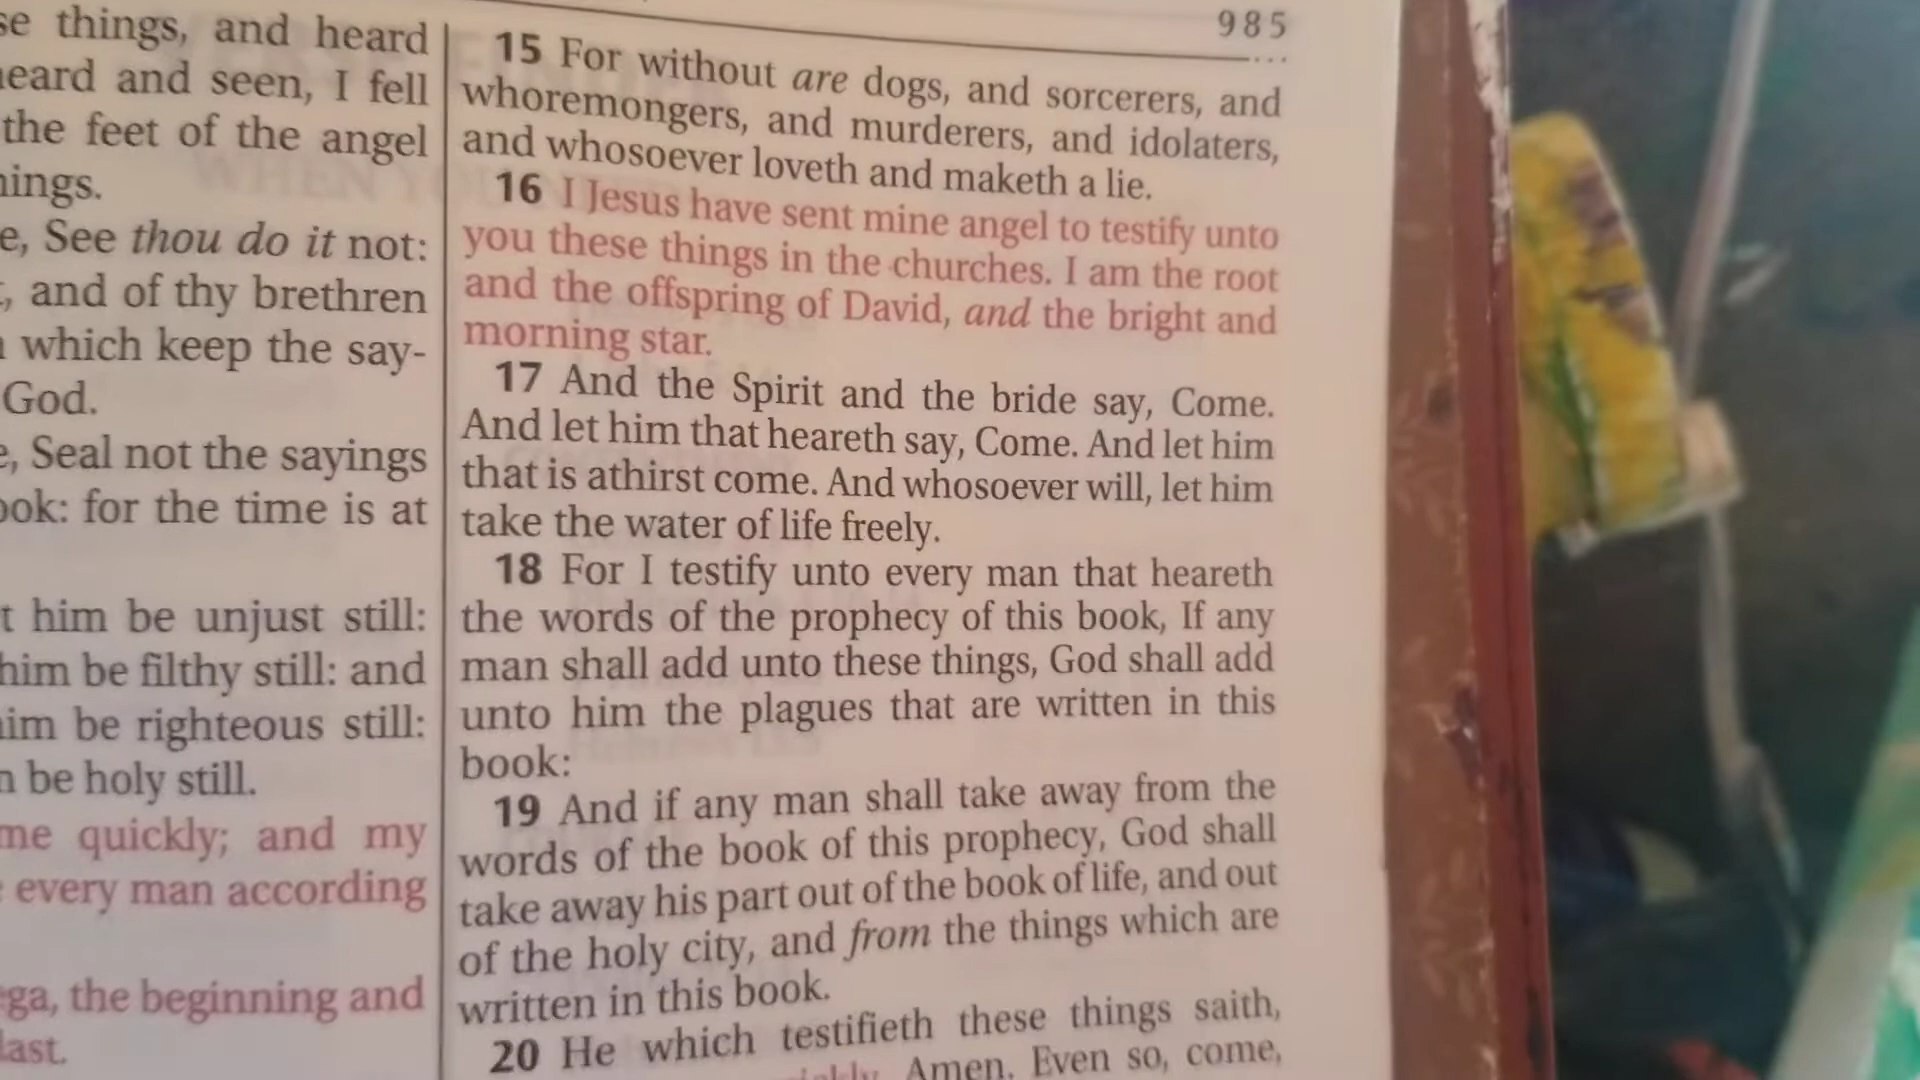 985
se things, and heard
heard and seen, I fell
the feet of the angel
things.
e, See thou do it not:
, and of thy brethren
which keep the say-
God.
e, Seal not the sayings
book: for the time is at
t him be unjust still:
him be filthy still: and
him be righteous still:
be holy still.
me quickly; and my
every man according
ga, the beginning and
last.
15 For without are dogs, and sorcerers, and
whoremongers, and murderers, and idolaters,
and whosoever loveth and maketh a lie.
16 I Jesus have sent mine angel to testify unto
you these things in the churches. I am the root
and the offspring of David, and the bright and
morning star.
17 And the Spirit and the bride say, Come.
And let him that heareth say, Come. And let him
that is athirst come. And whosoever will, let him
take the water of life freely.
18 For I testify unto every man that heareth
the words of the prophecy of this book, If any
man shall add unto these things, God shall add
unto him the plagues that are written in this
book:
19 And if any man shall take away from the
words of the book of this prophecy, God shall
take away his part out of the book of life, and out
of the holy city, and from the things which are
written in this book.
20 He which testifieth these things saith,
Amen. Even so, come,